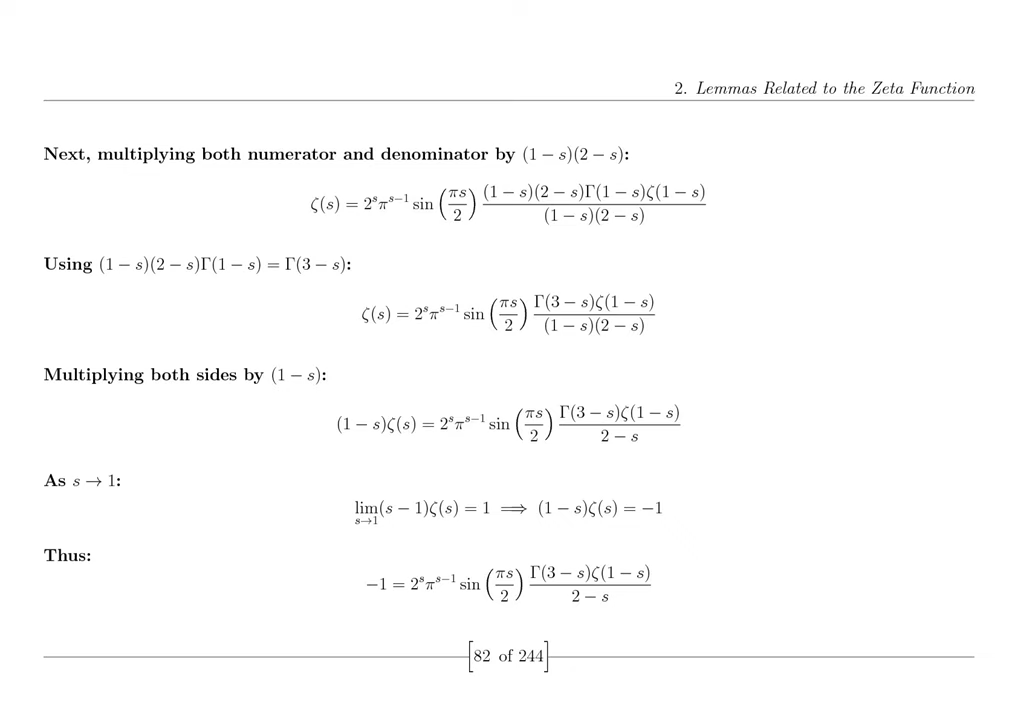 2. Lemmas Related to the Zeta Function
Next, multiplying both numerator and denominator by (1 − s)(2 − s):
ζ(s) = 2^s π^{s−1} sin (πs/2) (1 − s)(2 − s)Γ(1 − s)ζ(1 − s) / (1 − s)(2 − s)
Using (1 − s)(2 − s)Γ(1 − s) = Γ(3 − s):
ζ(s) = 2^s π^{s−1} sin (πs/2) Γ(3 − s)ζ(1 − s) / (1 − s)(2 − s)
Multiplying both sides by (1 − s):
(1 − s)ζ(s) = 2^s π^{s−1} sin (πs/2) Γ(3 − s)ζ(1 − s) / 2 − s
As s → 1:
lim_{s→1} (s − 1)ζ(s) = 1 ⟹ (1 − s)ζ(s) = −1
Thus:
−1 = 2^s π^{s−1} sin (πs/2) Γ(3 − s)ζ(1 − s) / 2 − s
[82 of 244]